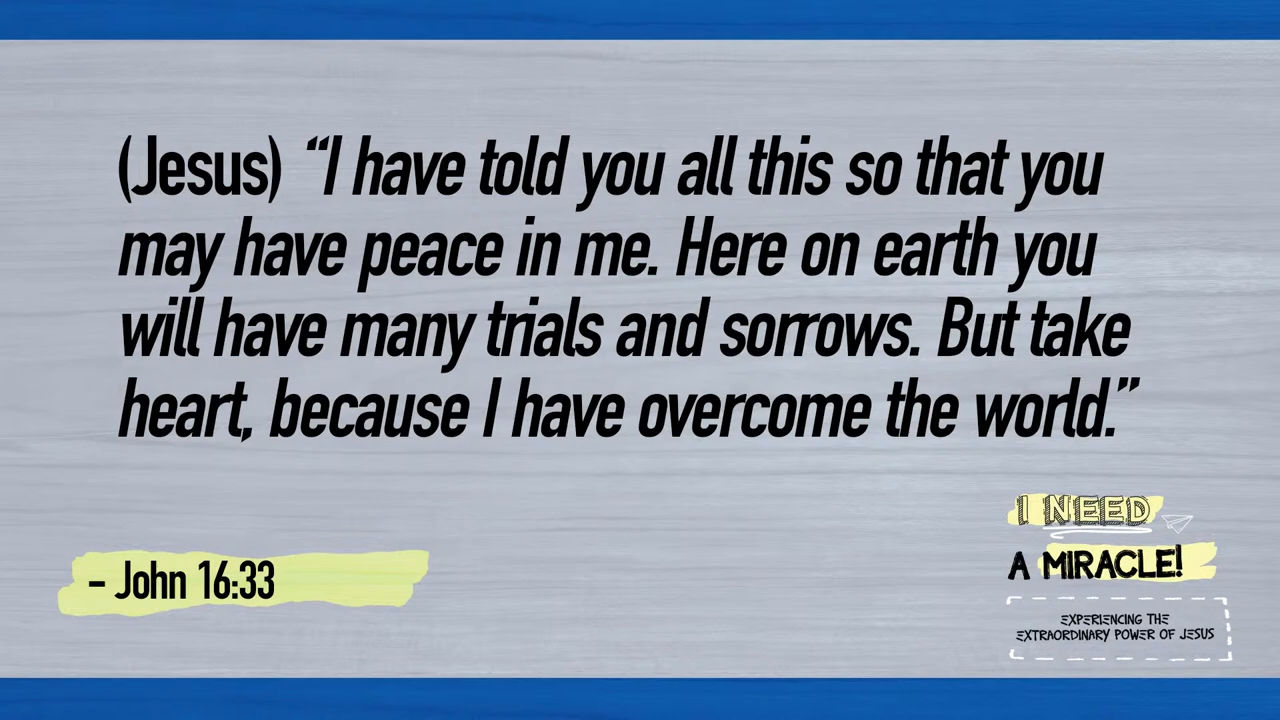 (Jesus) “I have told you all this so that you
may have peace in me. Here on earth you
will have many trials and sorrows. But take
heart, because I have overcome the world.”
– John 16:33
I NEED
A MIRACLE!
EXPERIENCING THE
EXTRAORDINARY POWER OF JESUS